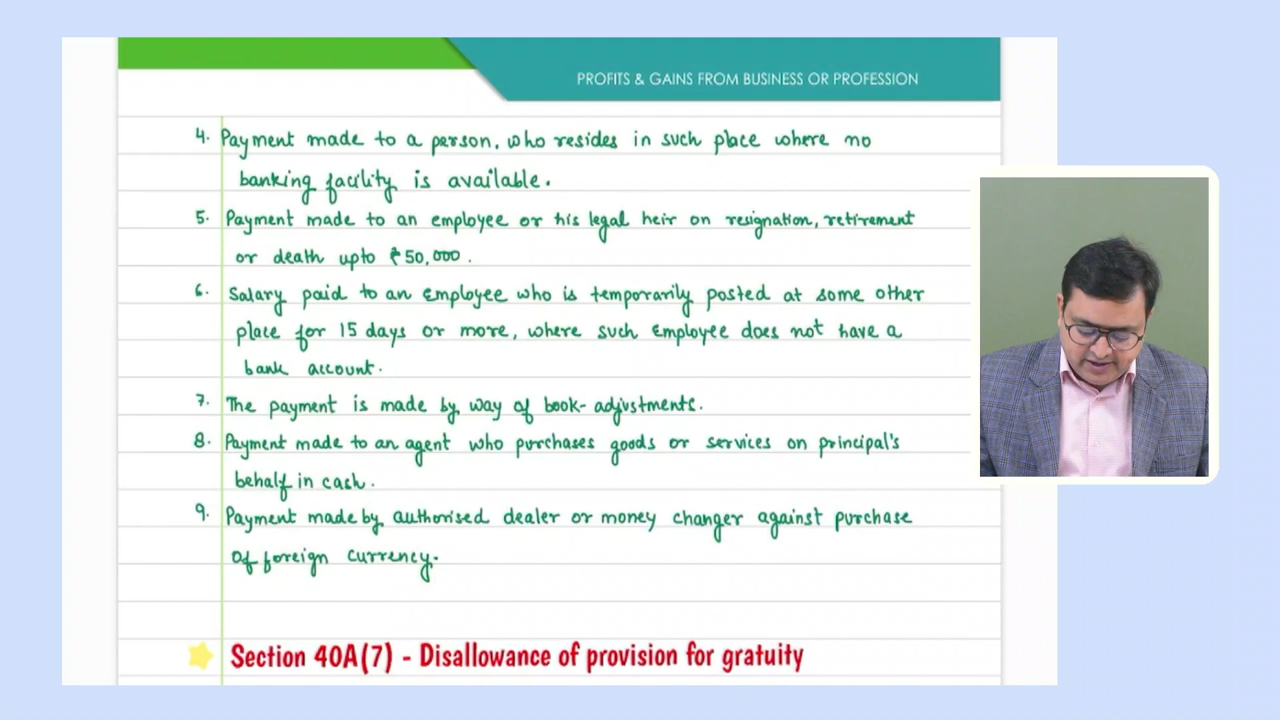 PROFITS & GAINS FROM BUSINESS OR PROFESSION
4. Payment made to a person, who resides in such place where no
banking facility is available.
5. Payment made to an employee or his legal heir on resignation, retirement
or death upto ₹50,000.
6. Salary paid to an employee who is temporarily posted at some other
place for 15 days or more, where such employee does not have a
bank account.
7. The payment is made by way of book-adjustments.
8. Payment made to an agent who purchases goods or services on principal's
behalf in cash.
9. Payment made by authorised dealer or money changer against purchase
of foreign currency.
Section 40A(7) - Disallowance of provision for gratuity